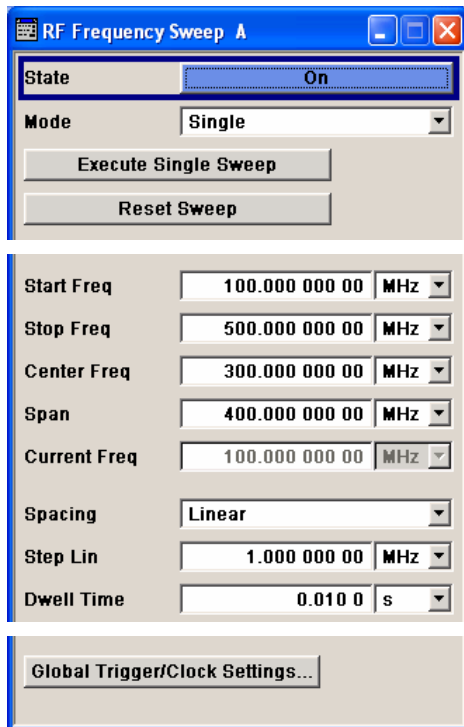 RF Frequency Sweep A
State On
Mode Single
Execute Single Sweep
Reset Sweep
Start Freq 100.000 000 00 MHz
Stop Freq 500.000 000 00 MHz
Center Freq 300.000 000 00 MHz
Span 400.000 000 00 MHz
Current Freq 100.000 000 00 MHz
Spacing Linear
Step Lin 1.000 000 00 MHz
Dwell Time 0.010 0 s
Global Trigger/Clock Settings...